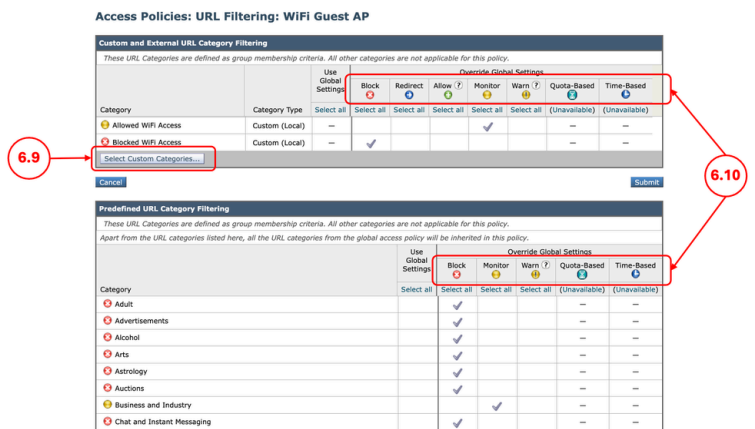 Access Policies: URL Filtering: WiFi Guest AP
Custom and External URL Category Filtering
These URL Categories are defined as group membership criteria. All other categories are not applicable for this policy.
Use Global Settings
Override Global Settings
Block Redirect Allow ? Monitor Warn ? Quota-Based Time-Based
Category Category Type Select all Select all Select all Select all Select all Select all (Unavailable) (Unavailable)
Allowed WiFi Access Custom (Local) — — —
Blocked WiFi Access Custom (Local) — — —
6.9
Select Custom Categories...
Cancel Submit
6.10
Predefined URL Category Filtering
These URL Categories are defined as group membership criteria. All other categories are not applicable for this policy.
Apart from the URL categories listed here, all the URL categories from the global access policy will be inherited in this policy.
Use Global Settings
Override Global Settings
Block Monitor Warn ? Quota-Based Time-Based
Category Select all Select all Select all Select all (Unavailable) (Unavailable)
Adult — —
Advertisements — —
Alcohol — —
Arts — —
Astrology — —
Auctions — —
Business and Industry — —
Chat and Instant Messaging — —